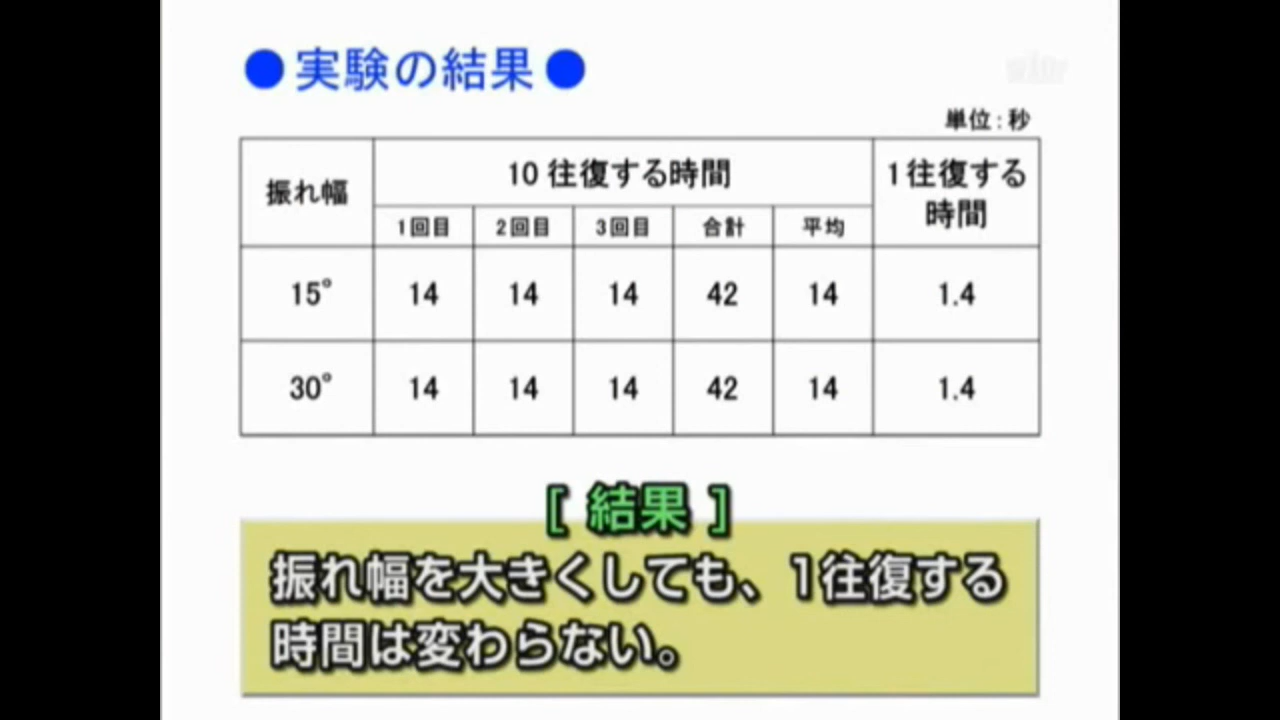 ●実験の結果●
単位：秒
振れ幅 10往復する時間 1往復する時間
1回目 2回目 3回目 合計 平均
15° 14 14 14 42 14 1.4
30° 14 14 14 42 14 1.4
[ 結果 ]
振れ幅を大きくしても、1往復する
時間は変わらない。